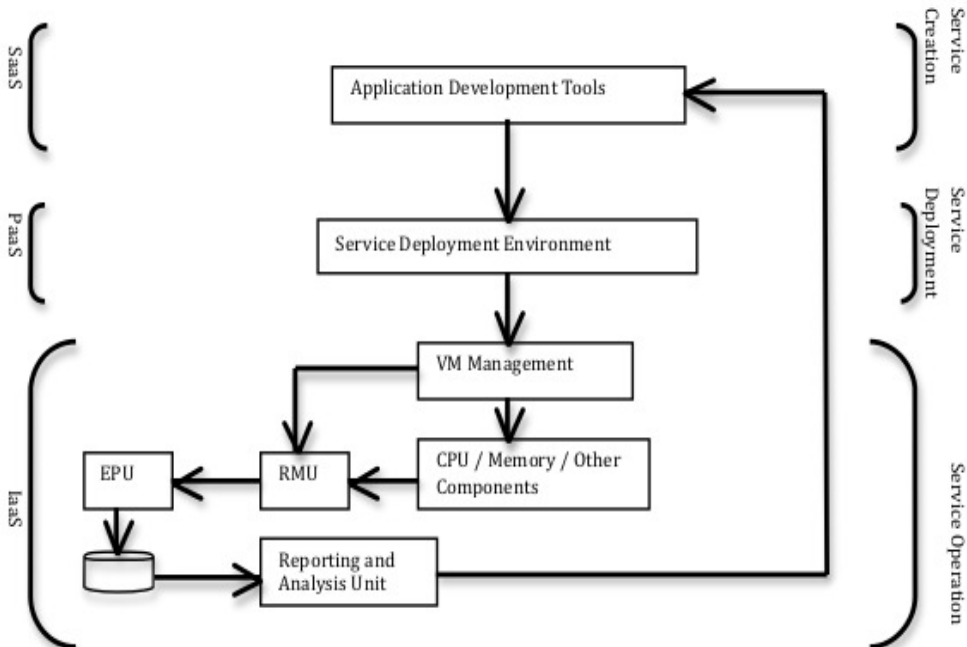 SaaS
Service
Creation
Application Development Tools
PaaS
Service
Deployment
Service Deployment Environment
IaaS
Service Operation
VM Management
EPU
RMU
CPU / Memory / Other
Components
Reporting and
Analysis Unit